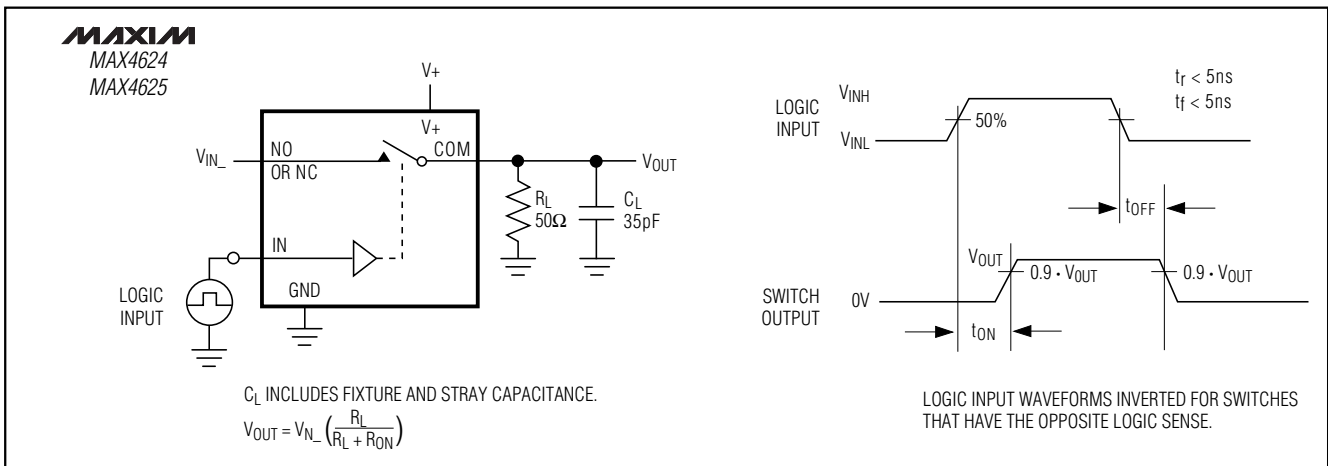 MAXIM
MAX4624
MAX4625
V+
V+
VIN_
NO
OR NC
COM
VOUT
RL
50Ω
CL
35pF
IN
LOGIC
INPUT
GND
CL INCLUDES FIXTURE AND STRAY CAPACITANCE.
VOUT = VN_ (RL / RL + RON)
LOGIC
INPUT
VINH
VINL
50%
tr < 5ns
tf < 5ns
tOFF
VOUT
0.9 · VOUT
0.9 · VOUT
SWITCH
OUTPUT
0V
tON
LOGIC INPUT WAVEFORMS INVERTED FOR SWITCHES
THAT HAVE THE OPPOSITE LOGIC SENSE.